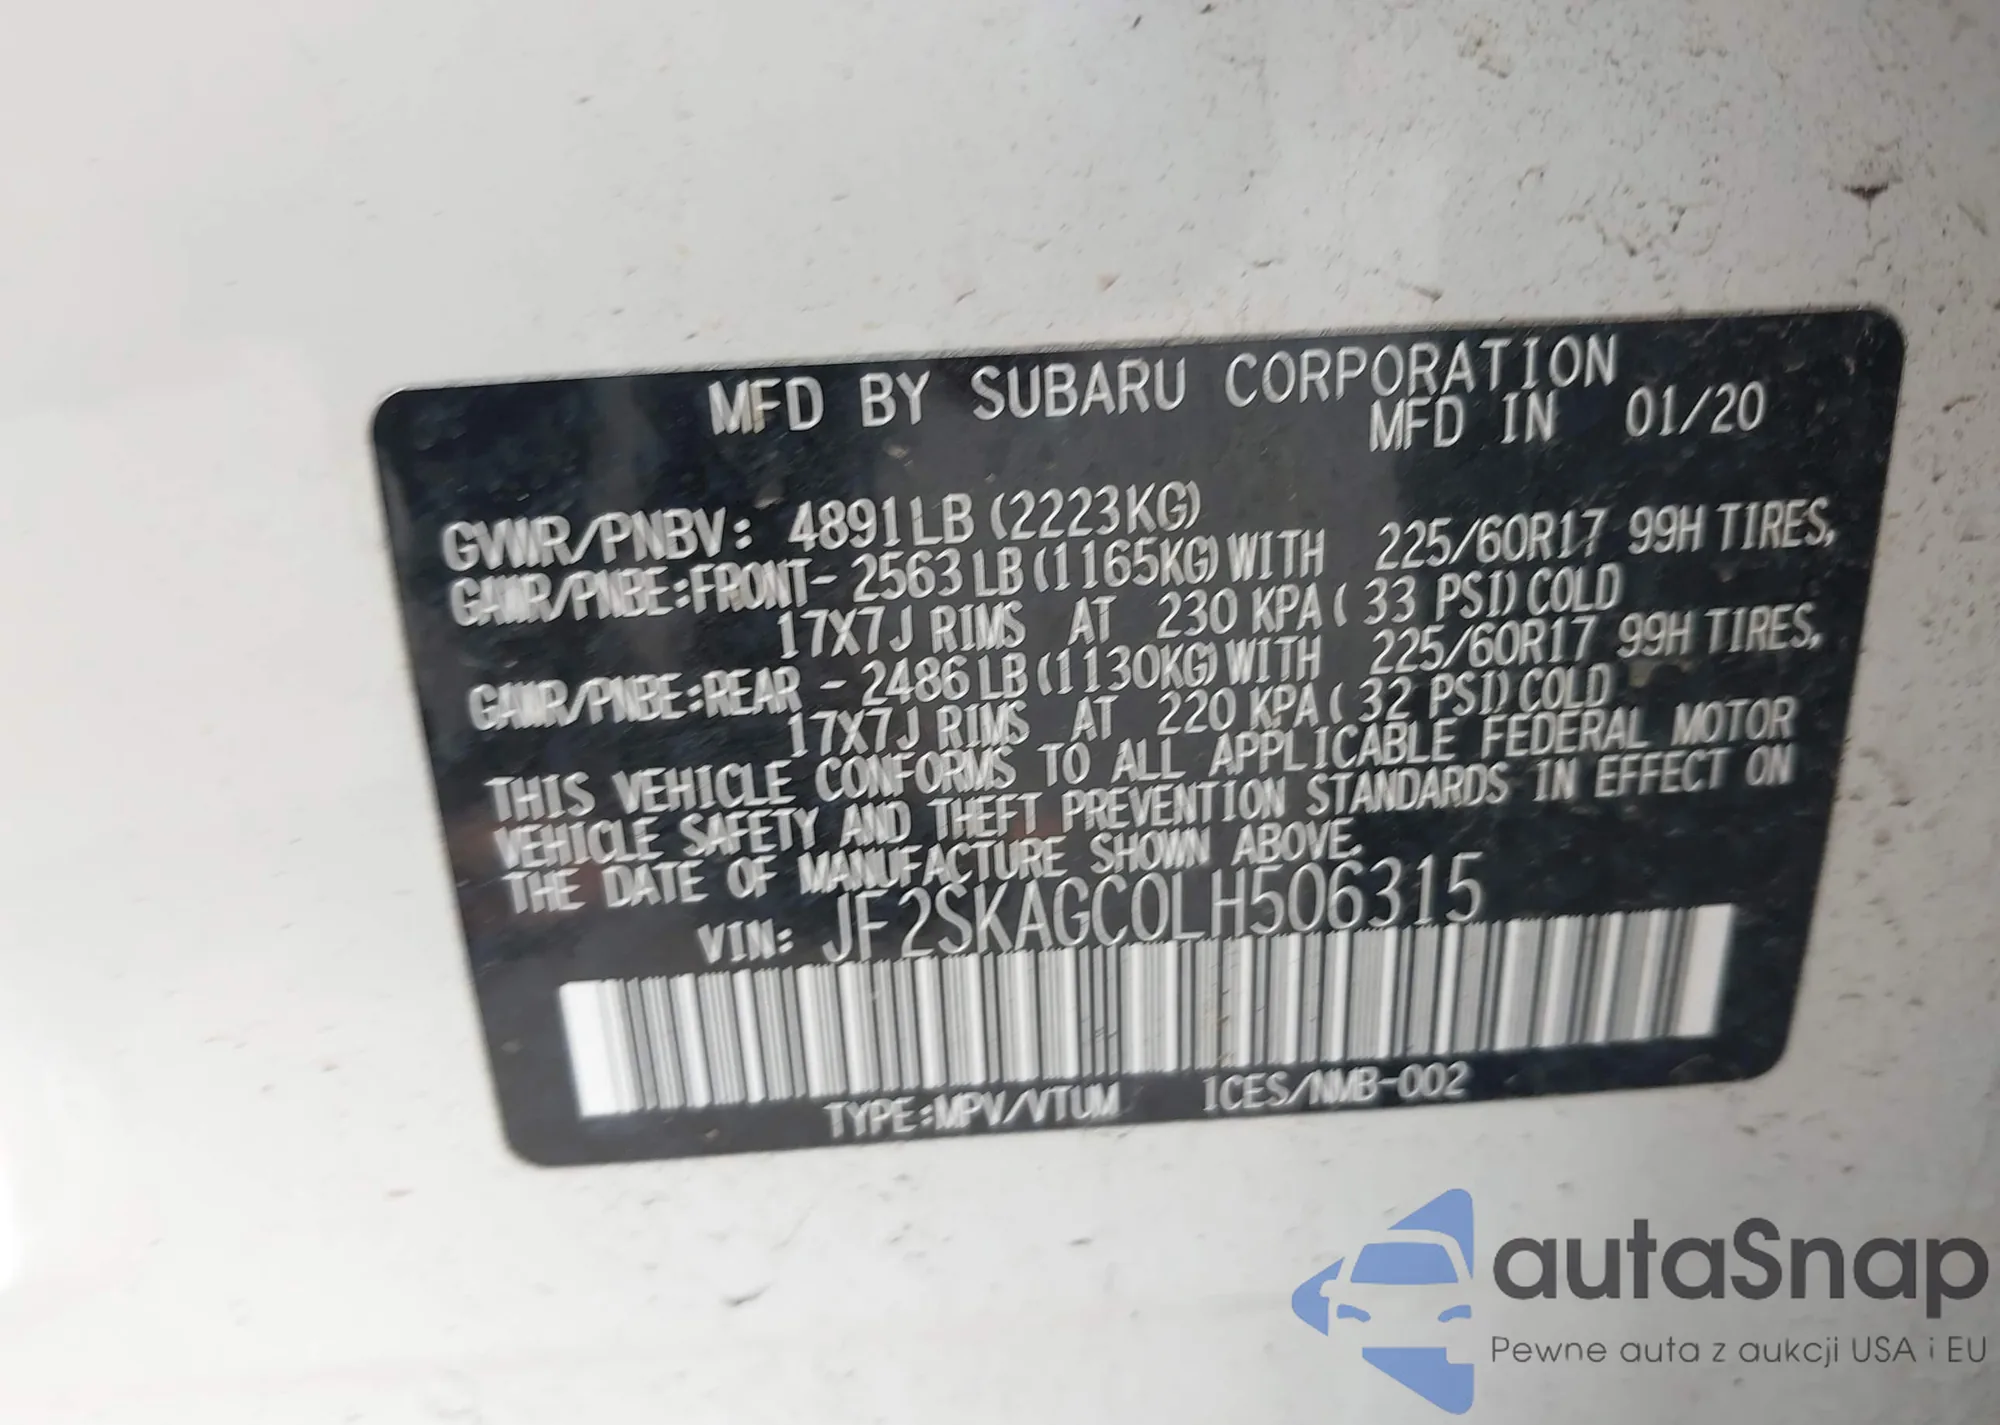 MFD BY SUBARU CORPORATION
MFD IN 01/20
GVWR/PNBV: 4891LB (2223KG)
GAWR/PNBE:FRONT- 2563LB(1165KG)WITH 225/60R17 99H TIRES,
17X7J RIMS AT 230 KPA( 33 PSI)COLD
GAWR/PNBE:REAR - 2486LB(1130KG)WITH 225/60R17 99H TIRES,
17X7J RIMS AT 220 KPA( 32 PSI)COLD
THIS VEHICLE CONFORMS TO ALL APPLICABLE FEDERAL MOTOR
VEHICLE SAFETY AND THEFT PREVENTION STANDARDS IN EFFECT ON
THE DATE OF MANUFACTURE SHOWN ABOVE.
VIN: JF2SKAGC0LH506315
TYPE:MPV/VTUM ICES/NMB-002
autaSnap
Pewne auta z aukcji USA i EU